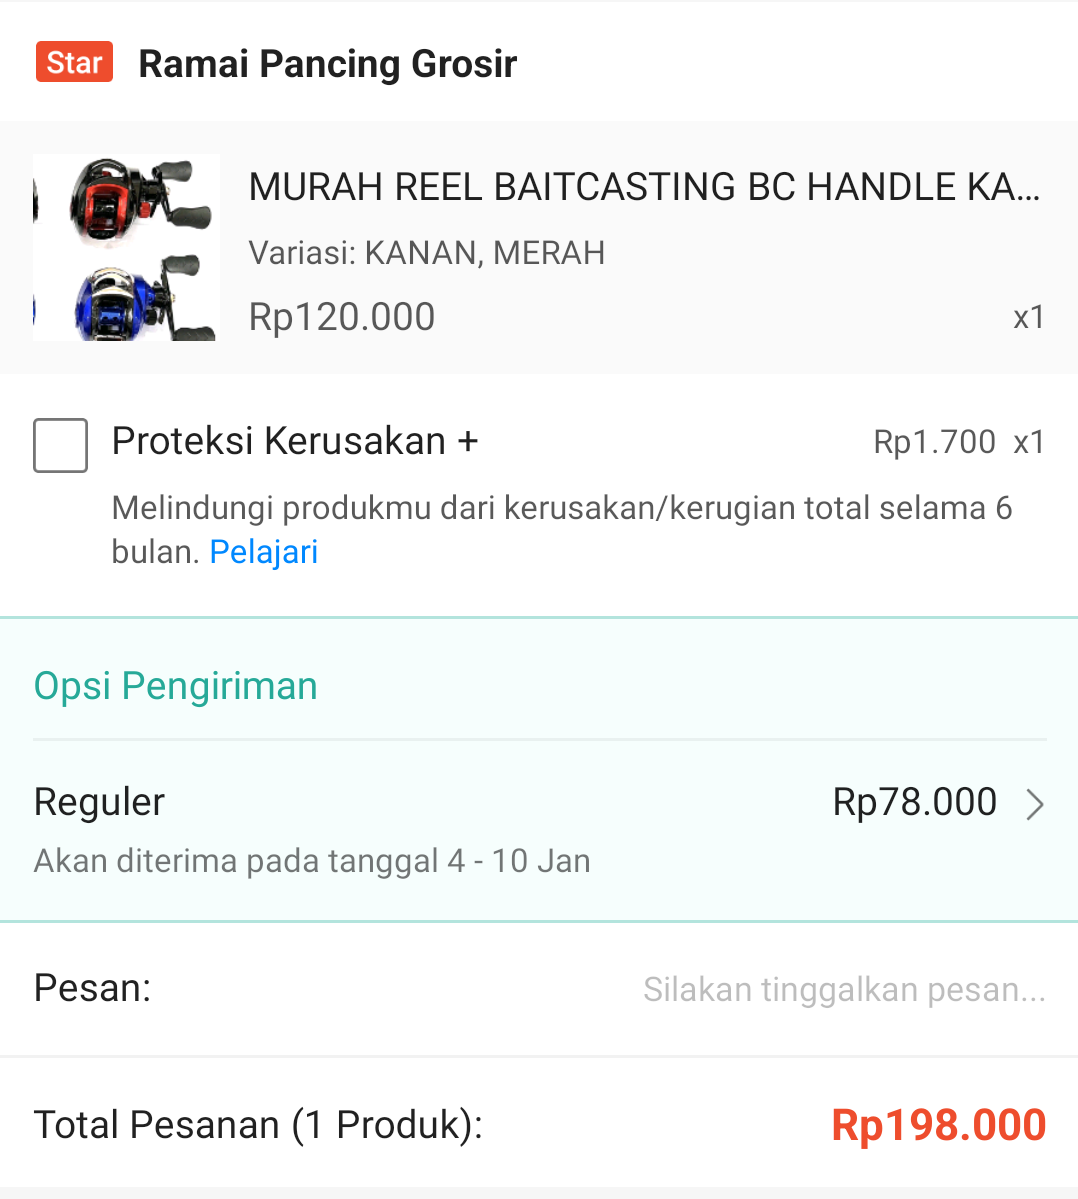 Star Ramai Pancing Grosir
MURAH REEL BAITCASTING BC HANDLE KA...
Variasi: KANAN, MERAH
Rp120.000 x1
Proteksi Kerusakan + Rp1.700 x1
Melindungi produkmu dari kerusakan/kerugian total selama 6
bulan. Pelajari
Opsi Pengiriman
Reguler Rp78.000
Akan diterima pada tanggal 4 - 10 Jan
Pesan: Silakan tinggalkan pesan...
Total Pesanan (1 Produk): Rp198.000